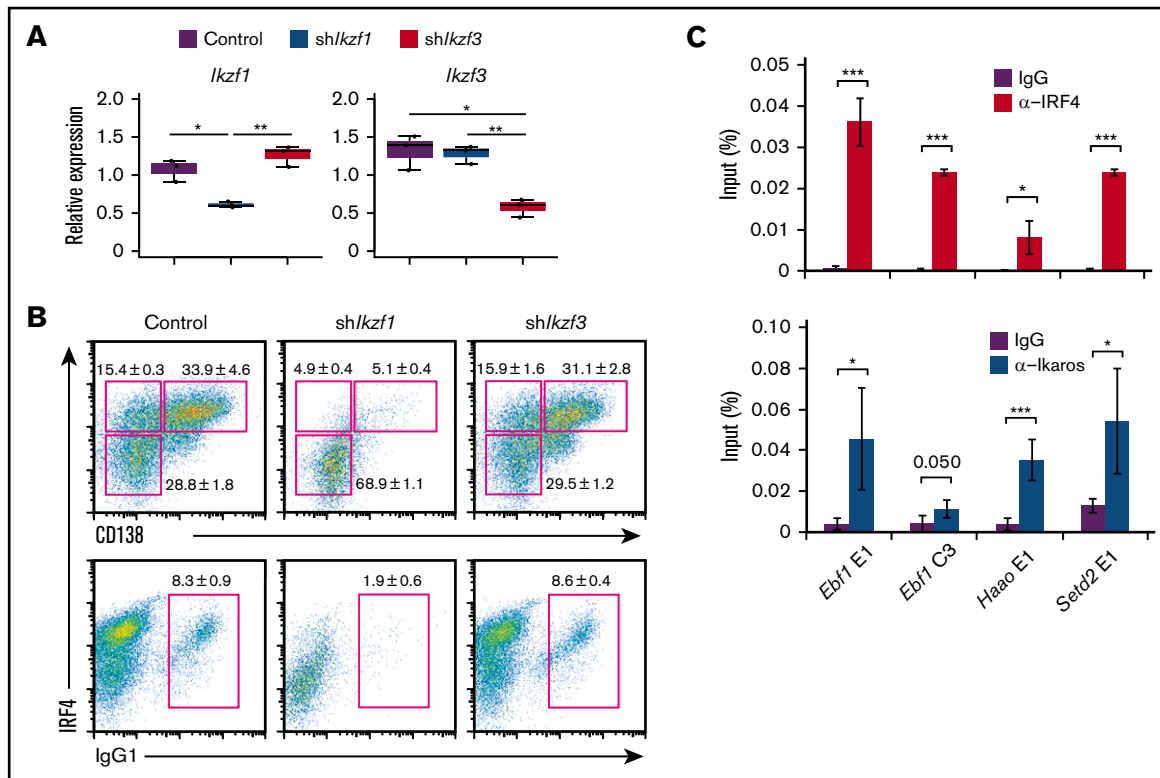 A
Control shIkzf1 shIkzf3
Ikzf1
Ikzf3
Relative expression
2.0
1.5
1.0
0.5
0
* **
2.0
1.5
1.0
0.5
0
*
**
B
Control shIkzf1 shIkzf3
15.4±0.3 33.9±4.6
28.8±1.8
4.9±0.4 5.1±0.4
68.9±1.1
15.9±1.6 31.1±2.8
29.5±1.2
CD138
8.3±0.9
1.9±0.6
8.6±0.4
IRF4
IgG1
C
IgG
α–IRF4
Input (%)
0.05
0.04
0.03
0.02
0.01
0
***
***
*
***
IgG
α–Ikaros
Input (%)
0.10
0.08
0.06
0.04
0.02
0
*
0.050
***
*
Ebf1 E1
Ebf1 C3
Haao E1
Setd2 E1